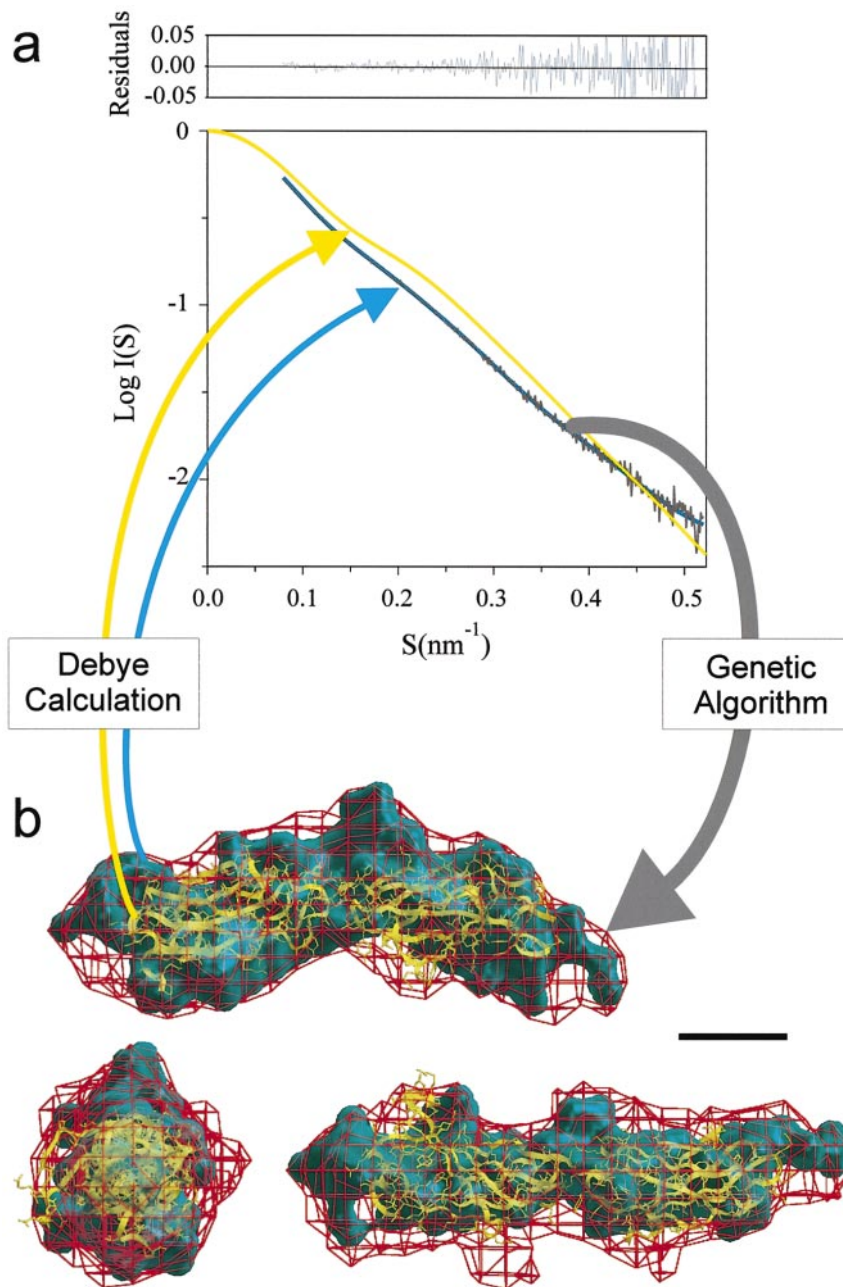 a
Residuals
0.05
0.00
-0.05
0
-1
-2
Log I(S)
0.0 0.1 0.2 0.3 0.4 0.5
S(nm⁻¹)
Debye
Calculation
Genetic
Algorithm
b